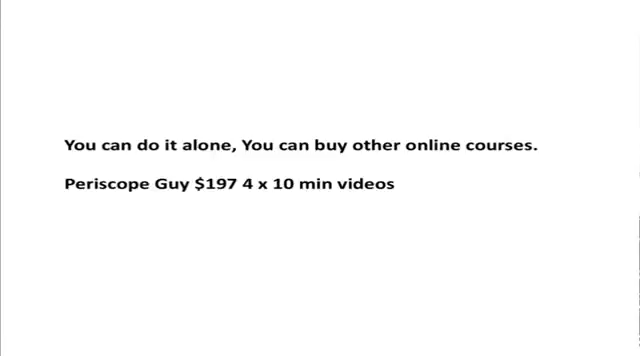 You can do it alone, You can buy other online courses.
Periscope Guy $197 4 x 10 min videos